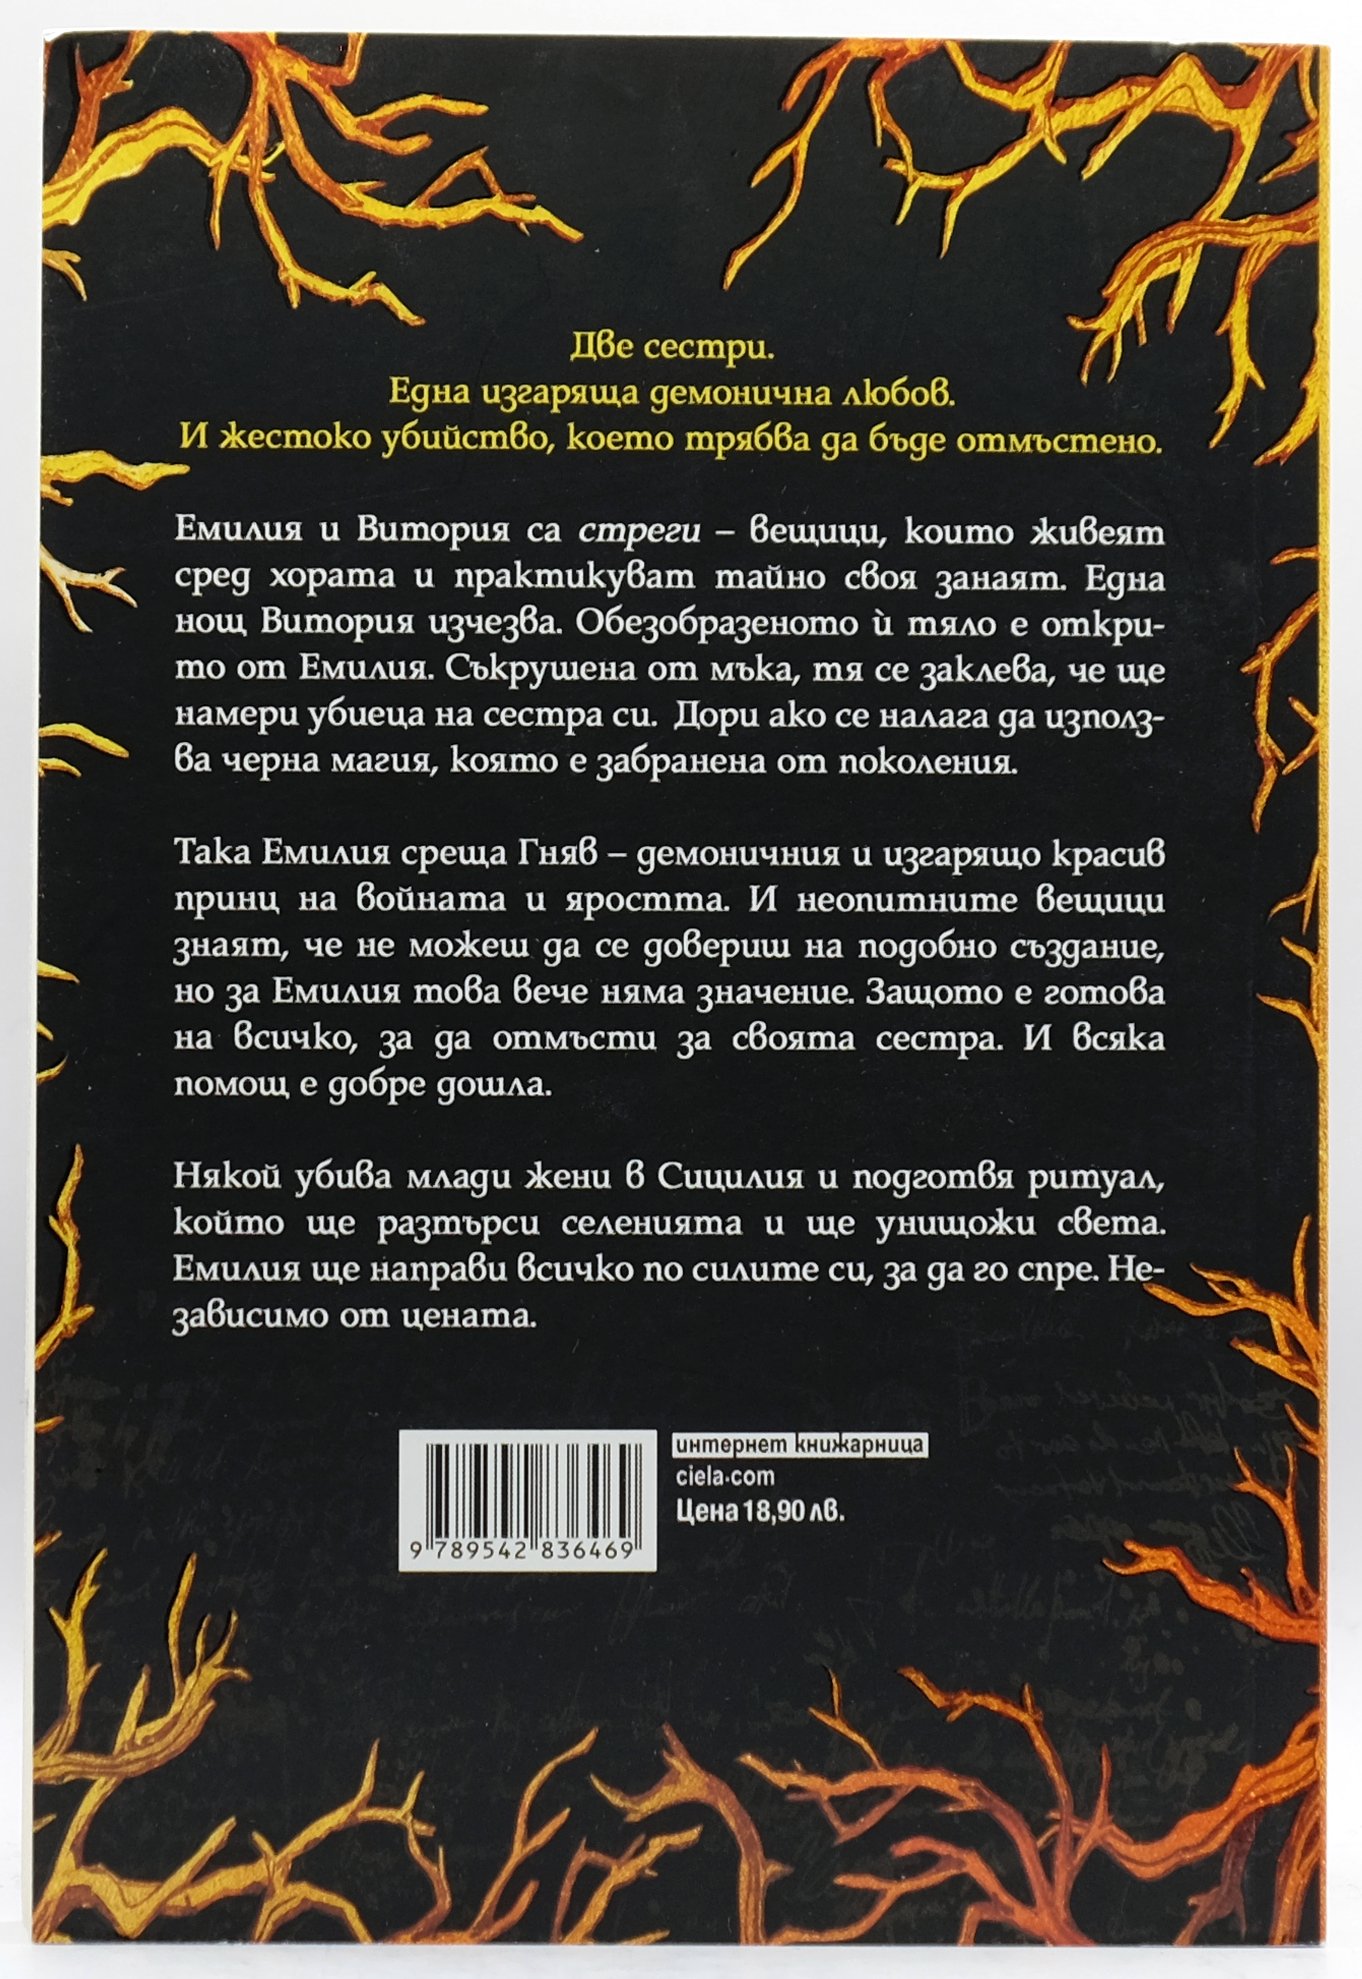 Две сестри.
Една изгаряща демонична любов.
И жестоко убийство, което трябва да бъде отмъстено.
Емилия и Витория са стреги – вещици, които живеят
сред хората и практикуват тайно своя занаят. Една
нощ Витория изчезва. Обезобразеното ѝ тяло е откри-
то от Емилия. Съкрушена от мъка, тя се заклева, че ще
намери убиеца на сестра си. Дори ако се налага да използ-
ва черна магия, която е забранена от поколения.
Така Емилия среща Гняв – демоничния и изгарящо красив
принц на войната и яростта. И неопитните вещици
знаят, че не можеш да се довериш на подобно създание,
но за Емилия това вече няма значение. Защото е готова
на всичко, за да отмъсти за своята сестра. И всяка
помощ е добре дошла.
Някой убива млади жени в Сицилия и подготвя ритуал,
който ще разтърси селенията и ще унищожи света.
Емилия ще направи всичко по силите си, за да го спре. Не-
зависимо от цената.
интернет книжарница
ciela.com
Цена 18,90 лв.
9 789542 836469